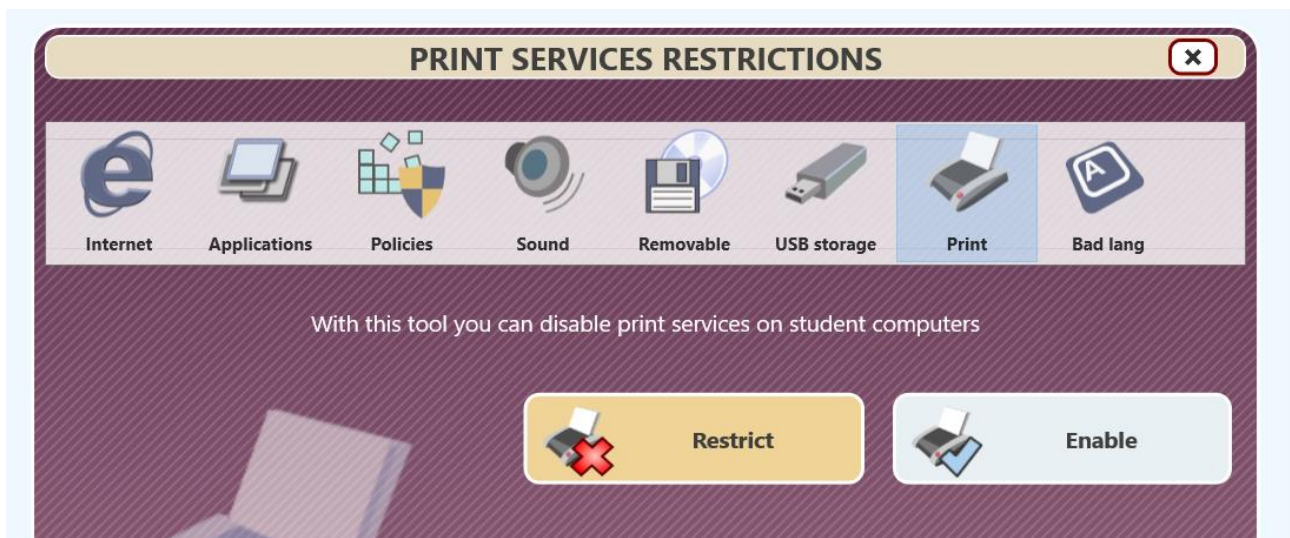 PRINT SERVICES RESTRICTIONS
Internet Applications Policies Sound Removable USB storage Print Bad lang
With this tool you can disable print services on student computers
Restrict Enable